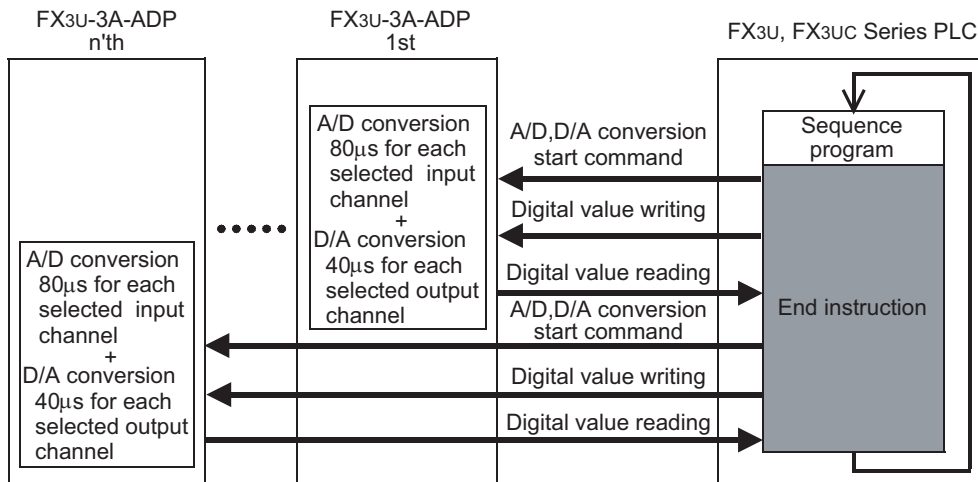 FX3U-3A-ADP
n'th
FX3U-3A-ADP
1st
FX3U, FX3UC Series PLC
A/D conversion
80µs for each
selected input
channel
+
D/A conversion
40µs for each
selected output
channel
A/D conversion
80µs for each
selected input
channel
+
D/A conversion
40µs for each
selected output
channel
A/D,D/A conversion
start command
Digital value writing
Digital value reading
A/D,D/A conversion
start command
Digital value writing
Digital value reading
Sequence
program
End instruction